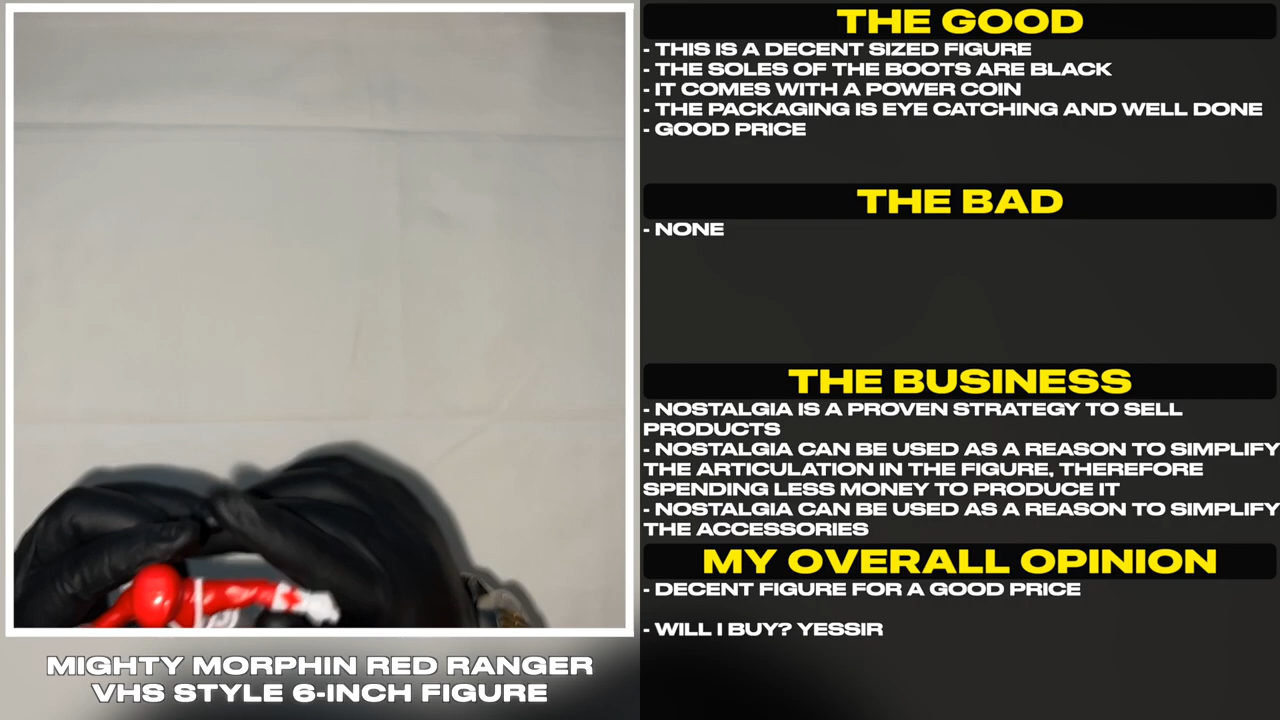 THE GOOD
- THIS IS A DECENT SIZED FIGURE
- THE SOLES OF THE BOOTS ARE BLACK
- IT COMES WITH A POWER COIN
- THE PACKAGING IS EYE CATCHING AND WELL DONE
- GOOD PRICE
THE BAD
- NONE
THE BUSINESS
- NOSTALGIA IS A PROVEN STRATEGY TO SELL
PRODUCTS
- NOSTALGIA CAN BE USED AS A REASON TO SIMPLIFY
THE ARTICULATION IN THE FIGURE, THEREFORE
SPENDING LESS MONEY TO PRODUCE IT
- NOSTALGIA CAN BE USED AS A REASON TO SIMPLIFY
THE ACCESSORIES
MY OVERALL OPINION
- DECENT FIGURE FOR A GOOD PRICE
- WILL I BUY? YESSIR
MIGHTY MORPHIN RED RANGER
VHS STYLE 6-INCH FIGURE